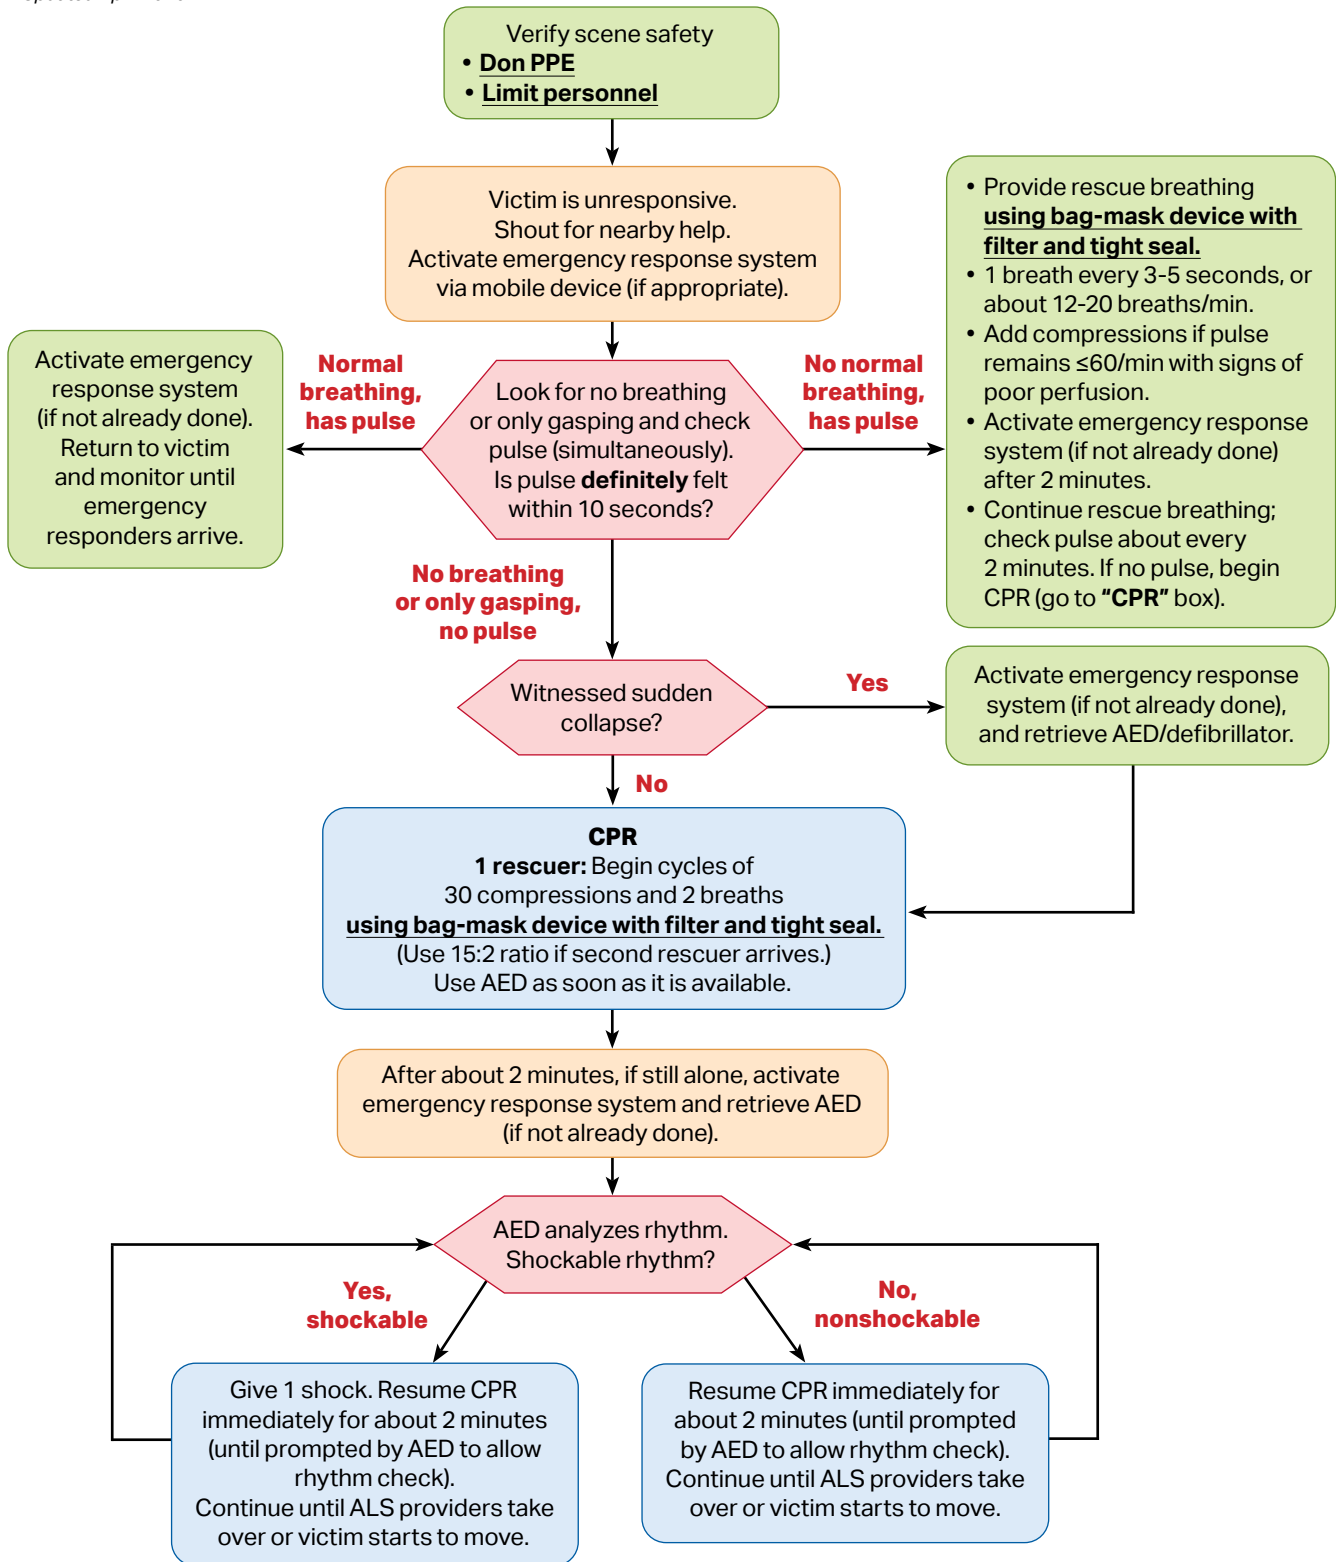 Verify scene safety
• Don PPE
• Limit personnel
Victim is unresponsive.
Shout for nearby help.
Activate emergency response system
via mobile device (if appropriate).
Activate emergency
response system
(if not already done).
Return to victim
and monitor until
emergency
responders arrive.
Normal
breathing,
has pulse
Look for no breathing
or only gasping and check
pulse (simultaneously).
Is pulse definitely felt
within 10 seconds?
No normal
breathing,
has pulse
• Provide rescue breathing
using bag-mask device with
filter and tight seal.
• 1 breath every 3-5 seconds, or
about 12-20 breaths/min.
• Add compressions if pulse
remains ≤60/min with signs of
poor perfusion.
• Activate emergency response
system (if not already done)
after 2 minutes.
• Continue rescue breathing;
check pulse about every
2 minutes. If no pulse, begin
CPR (go to “CPR” box).
No breathing
or only gasping,
no pulse
Witnessed sudden
collapse?
Yes
Activate emergency response
system (if not already done),
and retrieve AED/defibrillator.
No
CPR
1 rescuer: Begin cycles of
30 compressions and 2 breaths
using bag-mask device with filter and tight seal.
(Use 15:2 ratio if second rescuer arrives.)
Use AED as soon as it is available.
After about 2 minutes, if still alone, activate
emergency response system and retrieve AED
(if not already done).
AED analyzes rhythm.
Shockable rhythm?
Yes,
shockable
No,
nonshockable
Give 1 shock. Resume CPR
immediately for about 2 minutes
(until prompted by AED to allow
rhythm check).
Continue until ALS providers take
over or victim starts to move.
Resume CPR immediately for
about 2 minutes (until prompted
by AED to allow rhythm check).
Continue until ALS providers take
over or victim starts to move.